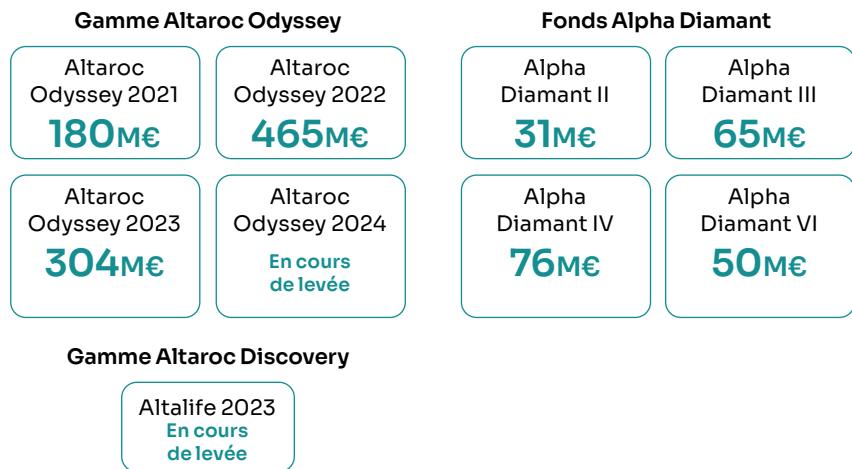 Gamme Altaroc Odyssey
Altaroc
Odyssey 2021
180M€
Altaroc
Odyssey 2022
465M€
Altaroc
Odyssey 2023
304M€
Altaroc
Odyssey 2024
En cours
de levée
Fonds Alpha Diamant
Alpha
Diamant II
31M€
Alpha
Diamant III
65M€
Alpha
Diamant IV
76M€
Alpha
Diamant VI
50M€
Gamme Altaroc Discovery
Altalife 2023
En cours
de levée